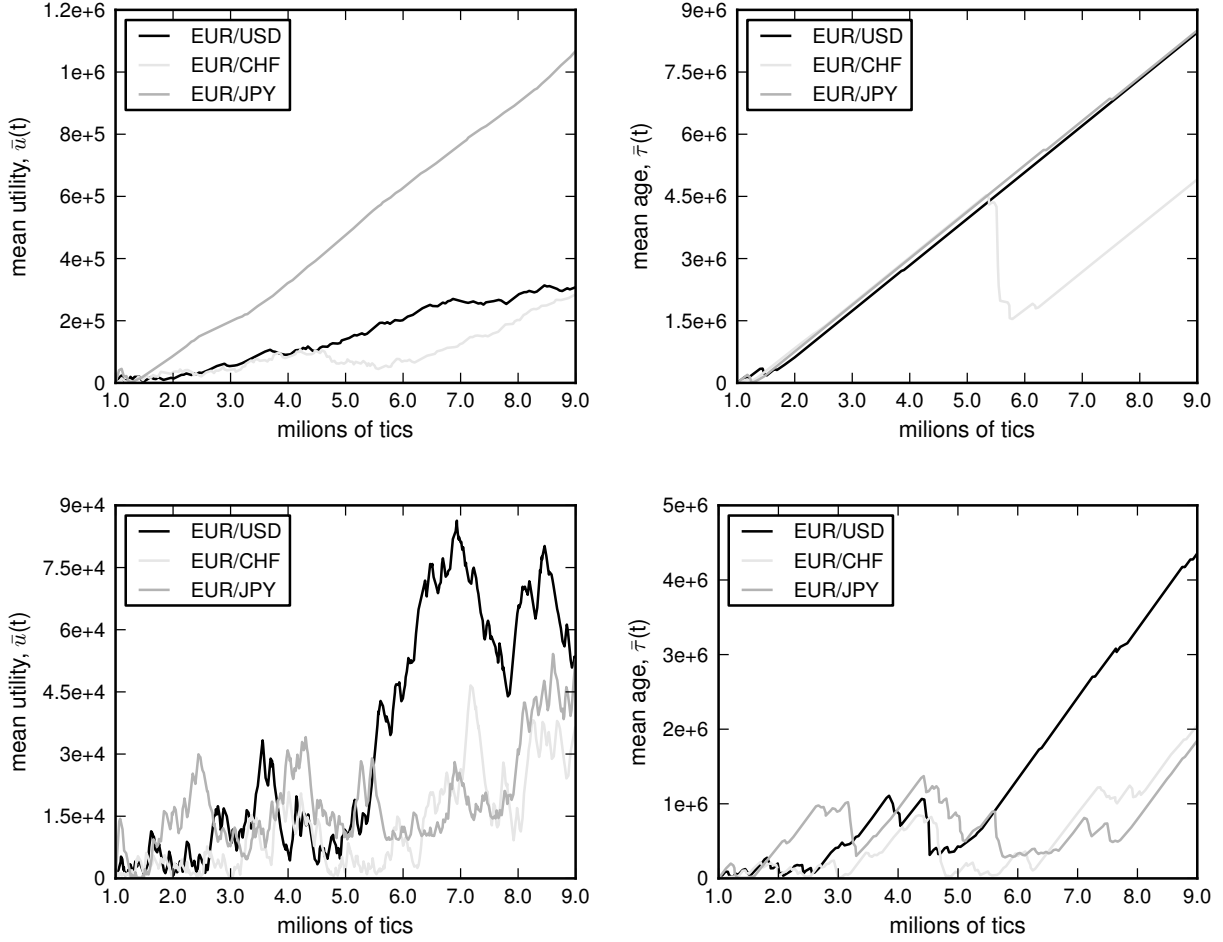 1.2e+6
1e+6
8e+5
6e+5
4e+5
2e+5
0
mean utility, ū(t)
EUR/USD
EUR/CHF
EUR/JPY
1.0 2.0 3.0 4.0 5.0 6.0 7.0 8.0 9.0
milions of tics
9e+6
7.5e+6
6e+6
4.5e+6
3e+6
1.5e+6
0
mean age, τ̄(t)
EUR/USD
EUR/CHF
EUR/JPY
1.0 2.0 3.0 4.0 5.0 6.0 7.0 8.0 9.0
milions of tics
9e+4
7.5e+4
6e+4
4.5e+4
3e+4
1.5e+4
0
mean utility, ū(t)
EUR/USD
EUR/CHF
EUR/JPY
1.0 2.0 3.0 4.0 5.0 6.0 7.0 8.0 9.0
milions of tics
5e+6
4e+6
3e+6
2e+6
1e+6
0
mean age, τ̄(t)
EUR/USD
EUR/CHF
EUR/JPY
1.0 2.0 3.0 4.0 5.0 6.0 7.0 8.0 9.0
milions of tics